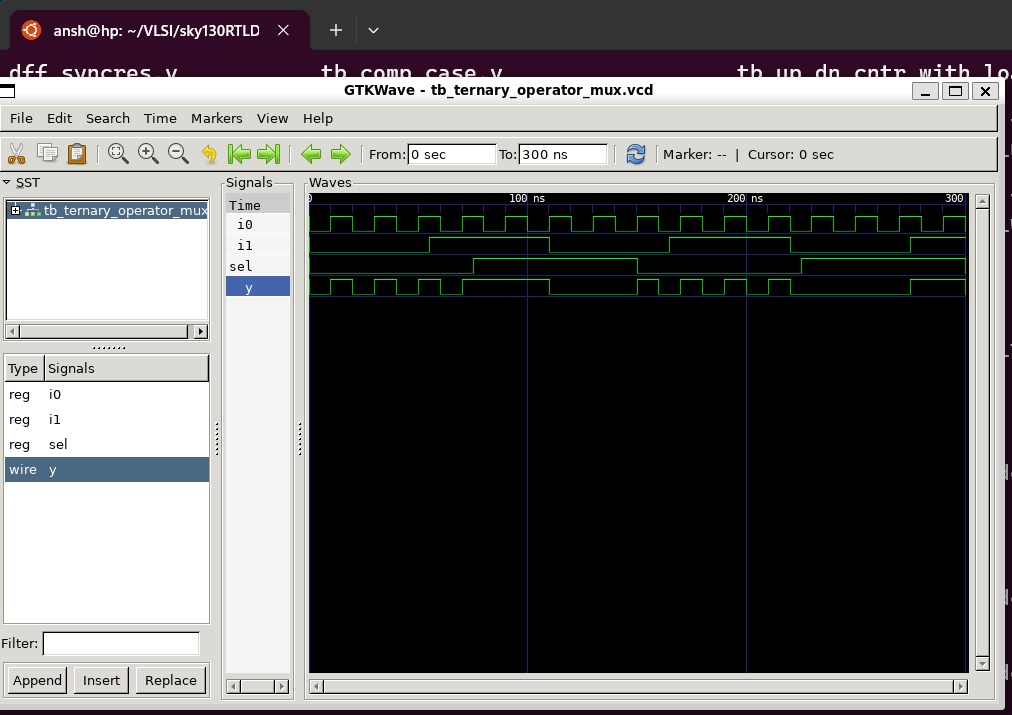 ansh@hp: ~/VLSI/sky130RTLD
dff_syncres.v tb_comp_case.v tb_up_dn_cntr_with_lo
GTKWave - tb_ternary_operator_mux.vcd
File Edit Search Time Markers View Help
From: 0 sec To: 300 ns Marker: -- | Cursor: 0 sec
SST
tb_ternary_operator_mux
Type Signals
reg i0
reg i1
reg sel
wire y
Filter:
Append Insert Replace
Signals
Time
i0
i1
sel
y
Waves
0 100 ns 200 ns 300